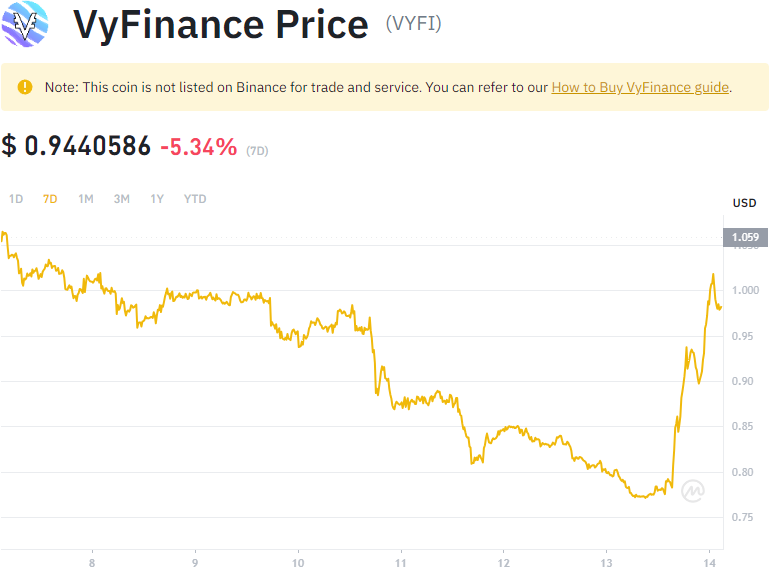 VyFinance Price (VYFI)
Note: This coin is not listed on Binance for trade and service. You can refer to our How to Buy VyFinance guide.
$ 0.9440586 -5.34% (7D)
1D 7D 1M 3M 1Y YTD
USD
1.059
1.000
0.95
0.90
0.85
0.80
0.75
8 9 10 11 12 13 14